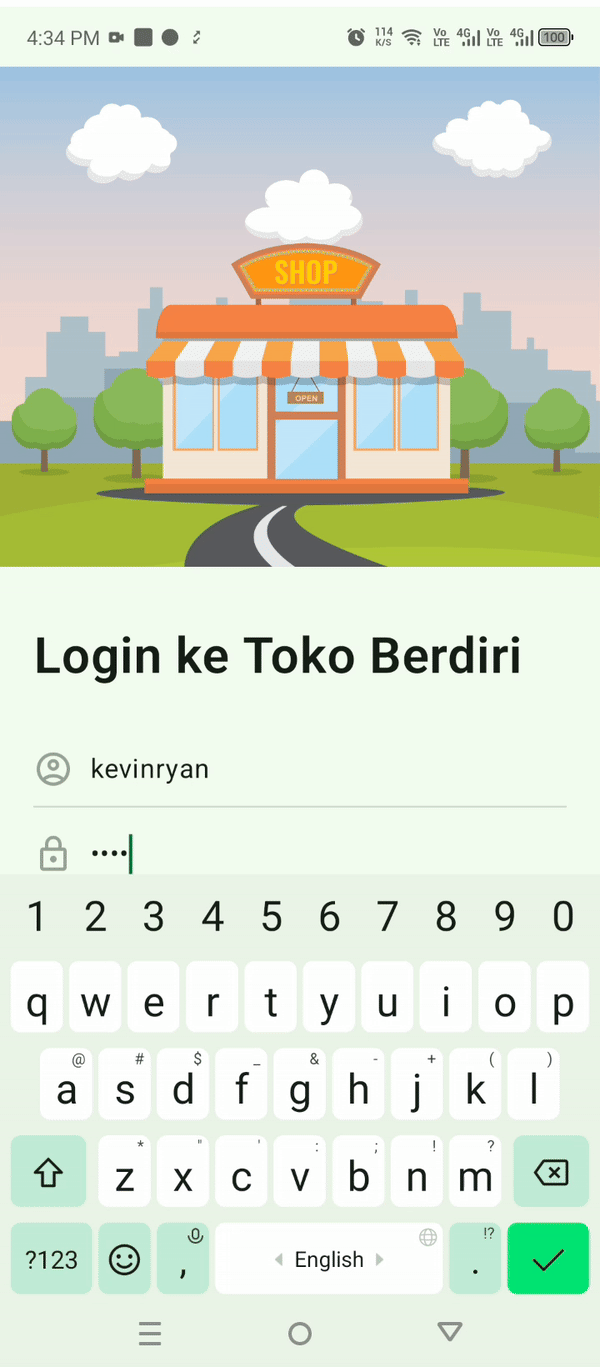 4:34 PM 114 K/S Vo LTE 4G Vo LTE 4G 100
SHOP
OPEN
Login ke Toko Berdiri
kevinryan
••••
1 2 3 4 5 6 7 8 9 0
q w e r t y u i o p
@ # $ _ & - + ( )
a s d f g h j k l
* " ' : ; ! ?
z x c v b n m
!?
?123 , English .